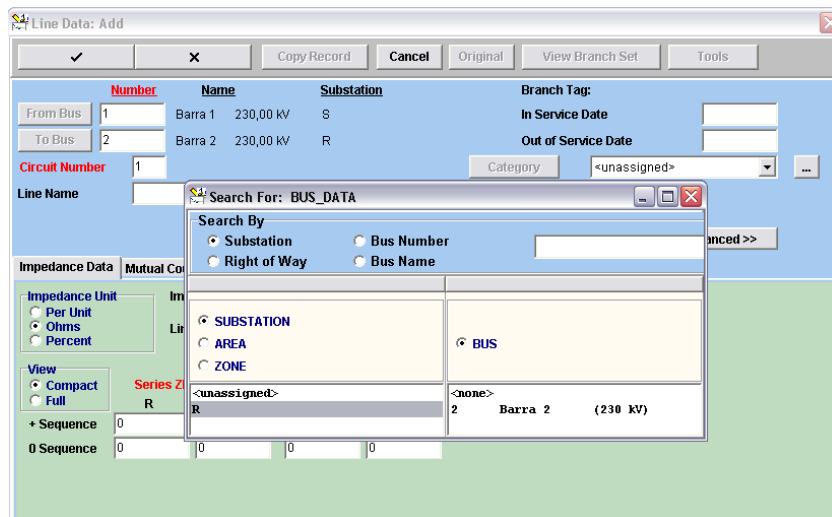 Line Data: Add
Copy Record Cancel Original View Branch Set Tools
Number Name Substation Branch Tag:
From Bus 1 Barra 1 230,00 kV S In Service Date
To Bus 2 Barra 2 230,00 kV R Out of Service Date
Circuit Number 1 Category <unassigned> ...
Line Name
Search For: BUS_DATA
Search By
Substation Bus Number
Right of Way Bus Name
anced >>
Impedance Data Mutual Cou
Impedance Unit
Per Unit
Ohms
Percent
Im
Lin
SUBSTATION
AREA
ZONE
BUS
View
Compact
Full
Series Z
R
<unassigned>
R
<none>
2 Barra 2 (230 kV)
+ Sequence 0
0 Sequence 0 0 0 0